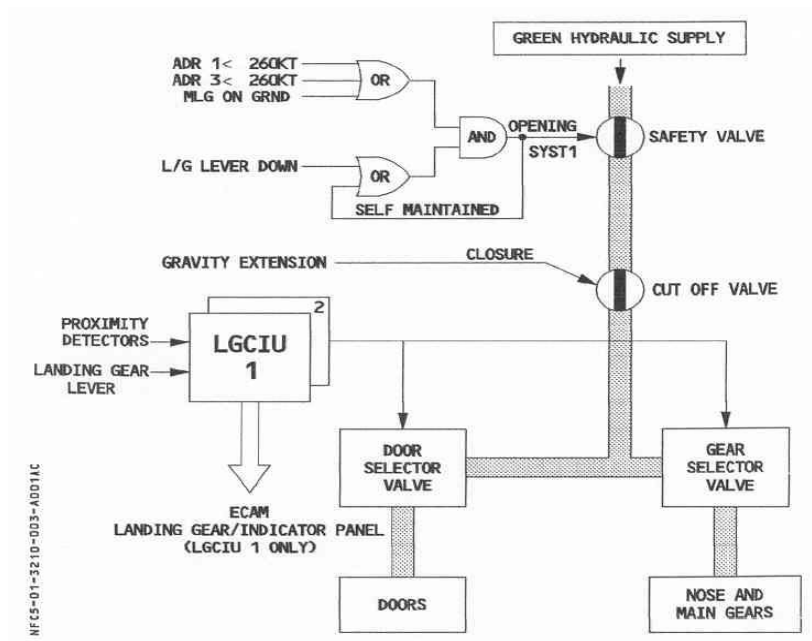 GREEN HYDRAULIC SUPPLY
ADR 1< 260KT
ADR 3< 260KT
MLG ON GRND
OR
AND
OPENING
SYST1
SAFETY VALVE
L/G LEVER DOWN
OR
SELF MAINTAINED
GRAVITY EXTENSION
CLOSURE
CUT OFF VALVE
2
PROXIMITY
DETECTORS
LGCIU
1
LANDING GEAR
LEVER
DOOR
SELECTOR
VALVE
GEAR
SELECTOR
VALVE
ECAM
LANDING GEAR/INDICATOR PANEL
(LGCIU 1 ONLY)
DOORS
NOSE AND
MAIN GEARS
NFC5-01-3210-003-A001AC